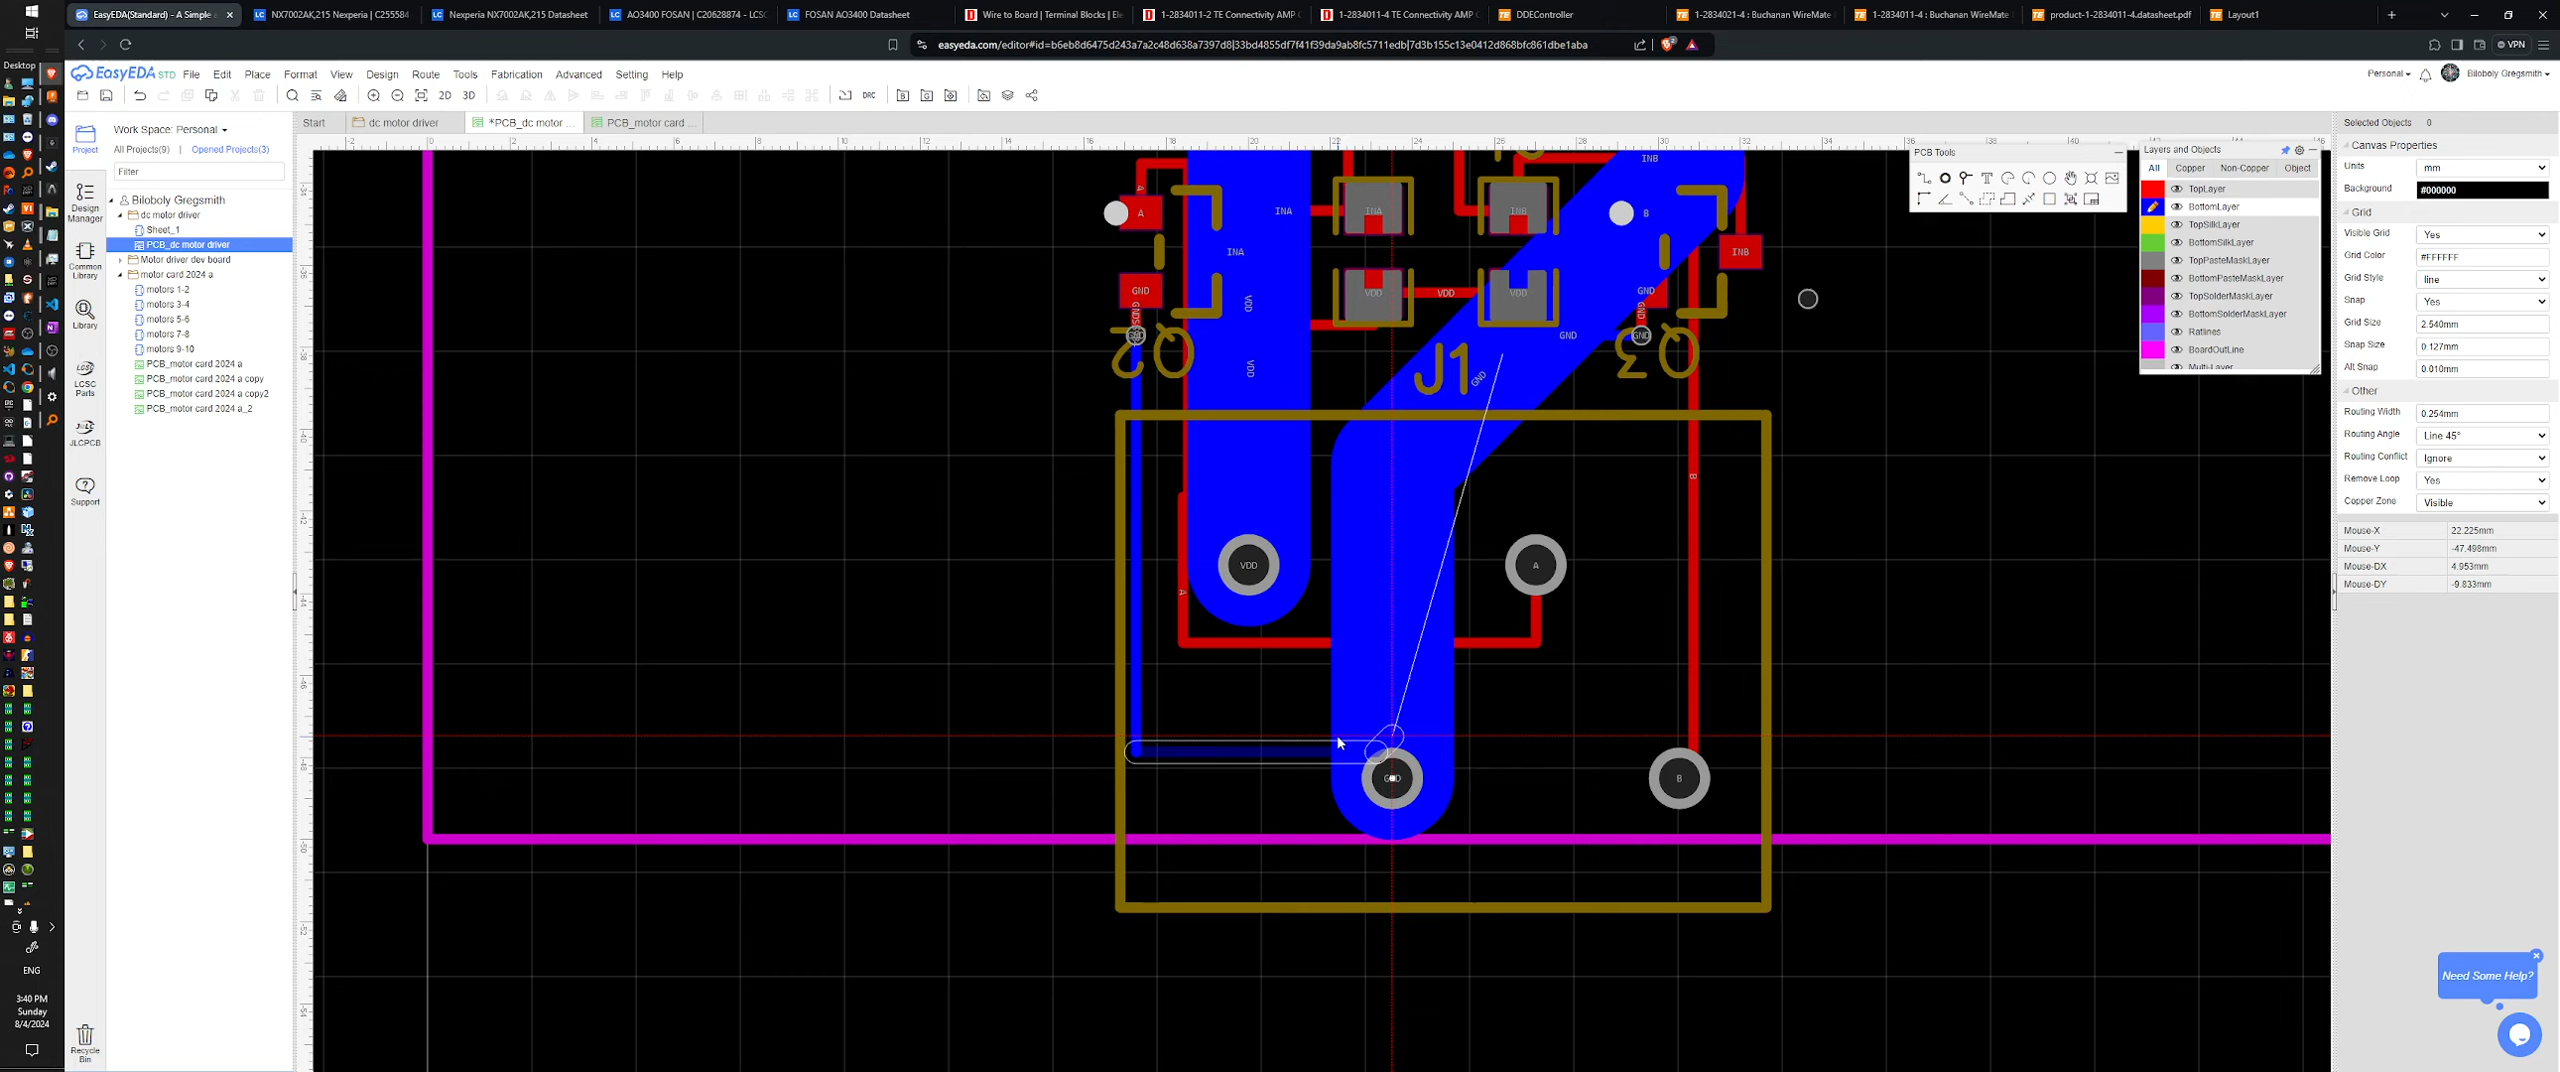 EasyEDA(Standard) - A Simple a
NX7002AK,215 Nexperia | C255584
Nexperia NX7002AK,215 Datasheet
AO3400 FOSAN | C20628874 - LCSC
FOSAN AO3400 Datasheet
Wire to Board | Terminal Blocks | Ele
1-2834011-2 TE Connectivity AMP C
1-2834011-4 TE Connectivity AMP C
DDEController
1-2834021-4 : Buchanan WireMate
1-2834011-4 : Buchanan WireMate
product-1-2834011-4.datasheet.pdf
Layout1
easyeda.com/editor#id=b6eb8d6475d243a7a2c48d638a7397d8|33bd4855df7f41f39da9ab8fc5711edb|7d3b155c13e0412d868bfc861dbe1aba
VPN
Desktop
EasyEDA STD
File
Edit
Place
Format
View
Design
Route
Tools
Fabrication
Advanced
Setting
Help
Personal
Biloboly Gregsmith
2D
3D
DRC
Start
dc motor driver
*PCB_dc motor ...
PCB_motor card ...
Project
Design Manager
Common Library
Library
LCSC Parts
JLCPCB
Support
Recycle Bin
Work Space: Personal
All Projects(9) | Opened Projects(3)
Filter
Biloboly Gregsmith
dc motor driver
Sheet_1
PCB_dc motor driver
Motor driver dev board
motor card 2024 a
motors 1-2
motors 3-4
motors 5-6
motors 7-8
motors 9-10
PCB_motor card 2024 a
PCB_motor card 2024 a copy
PCB_motor card 2024 a copy2
PCB_motor card 2024 a_2
PCB Tools
Layers and Objects
All
Copper
Non-Copper
Object
TopLayer
BottomLayer
TopSilkLayer
BottomSilkLayer
TopPasteMaskLayer
BottomPasteMaskLayer
TopSolderMaskLayer
BottomSolderMaskLayer
Ratlines
BoardOutLine
Multi-Layer
A
INA
INA
INB
B
INB
INB
GND
INA
VDD
VDD
VDD
VDD
VDD
GND
GND
GND
GND
J1
GND
B
VDD
A
A
B
Selected Objects 0
Canvas Properties
Units mm
Background #000000
Grid
Visible Grid Yes
Grid Color #FFFFFF
Grid Style line
Snap Yes
Grid Size 2.540mm
Snap Size 0.127mm
Alt Snap 0.010mm
Other
Routing Width 0.254mm
Routing Angle Line 45°
Routing Conflict Ignore
Remove Loop Yes
Copper Zone Visible
Mouse-X 22.225mm
Mouse-Y -47.498mm
Mouse-DX 4.953mm
Mouse-DY -9.833mm
Need Some Help?
ENG
3:40 PM
Sunday
8/4/2024